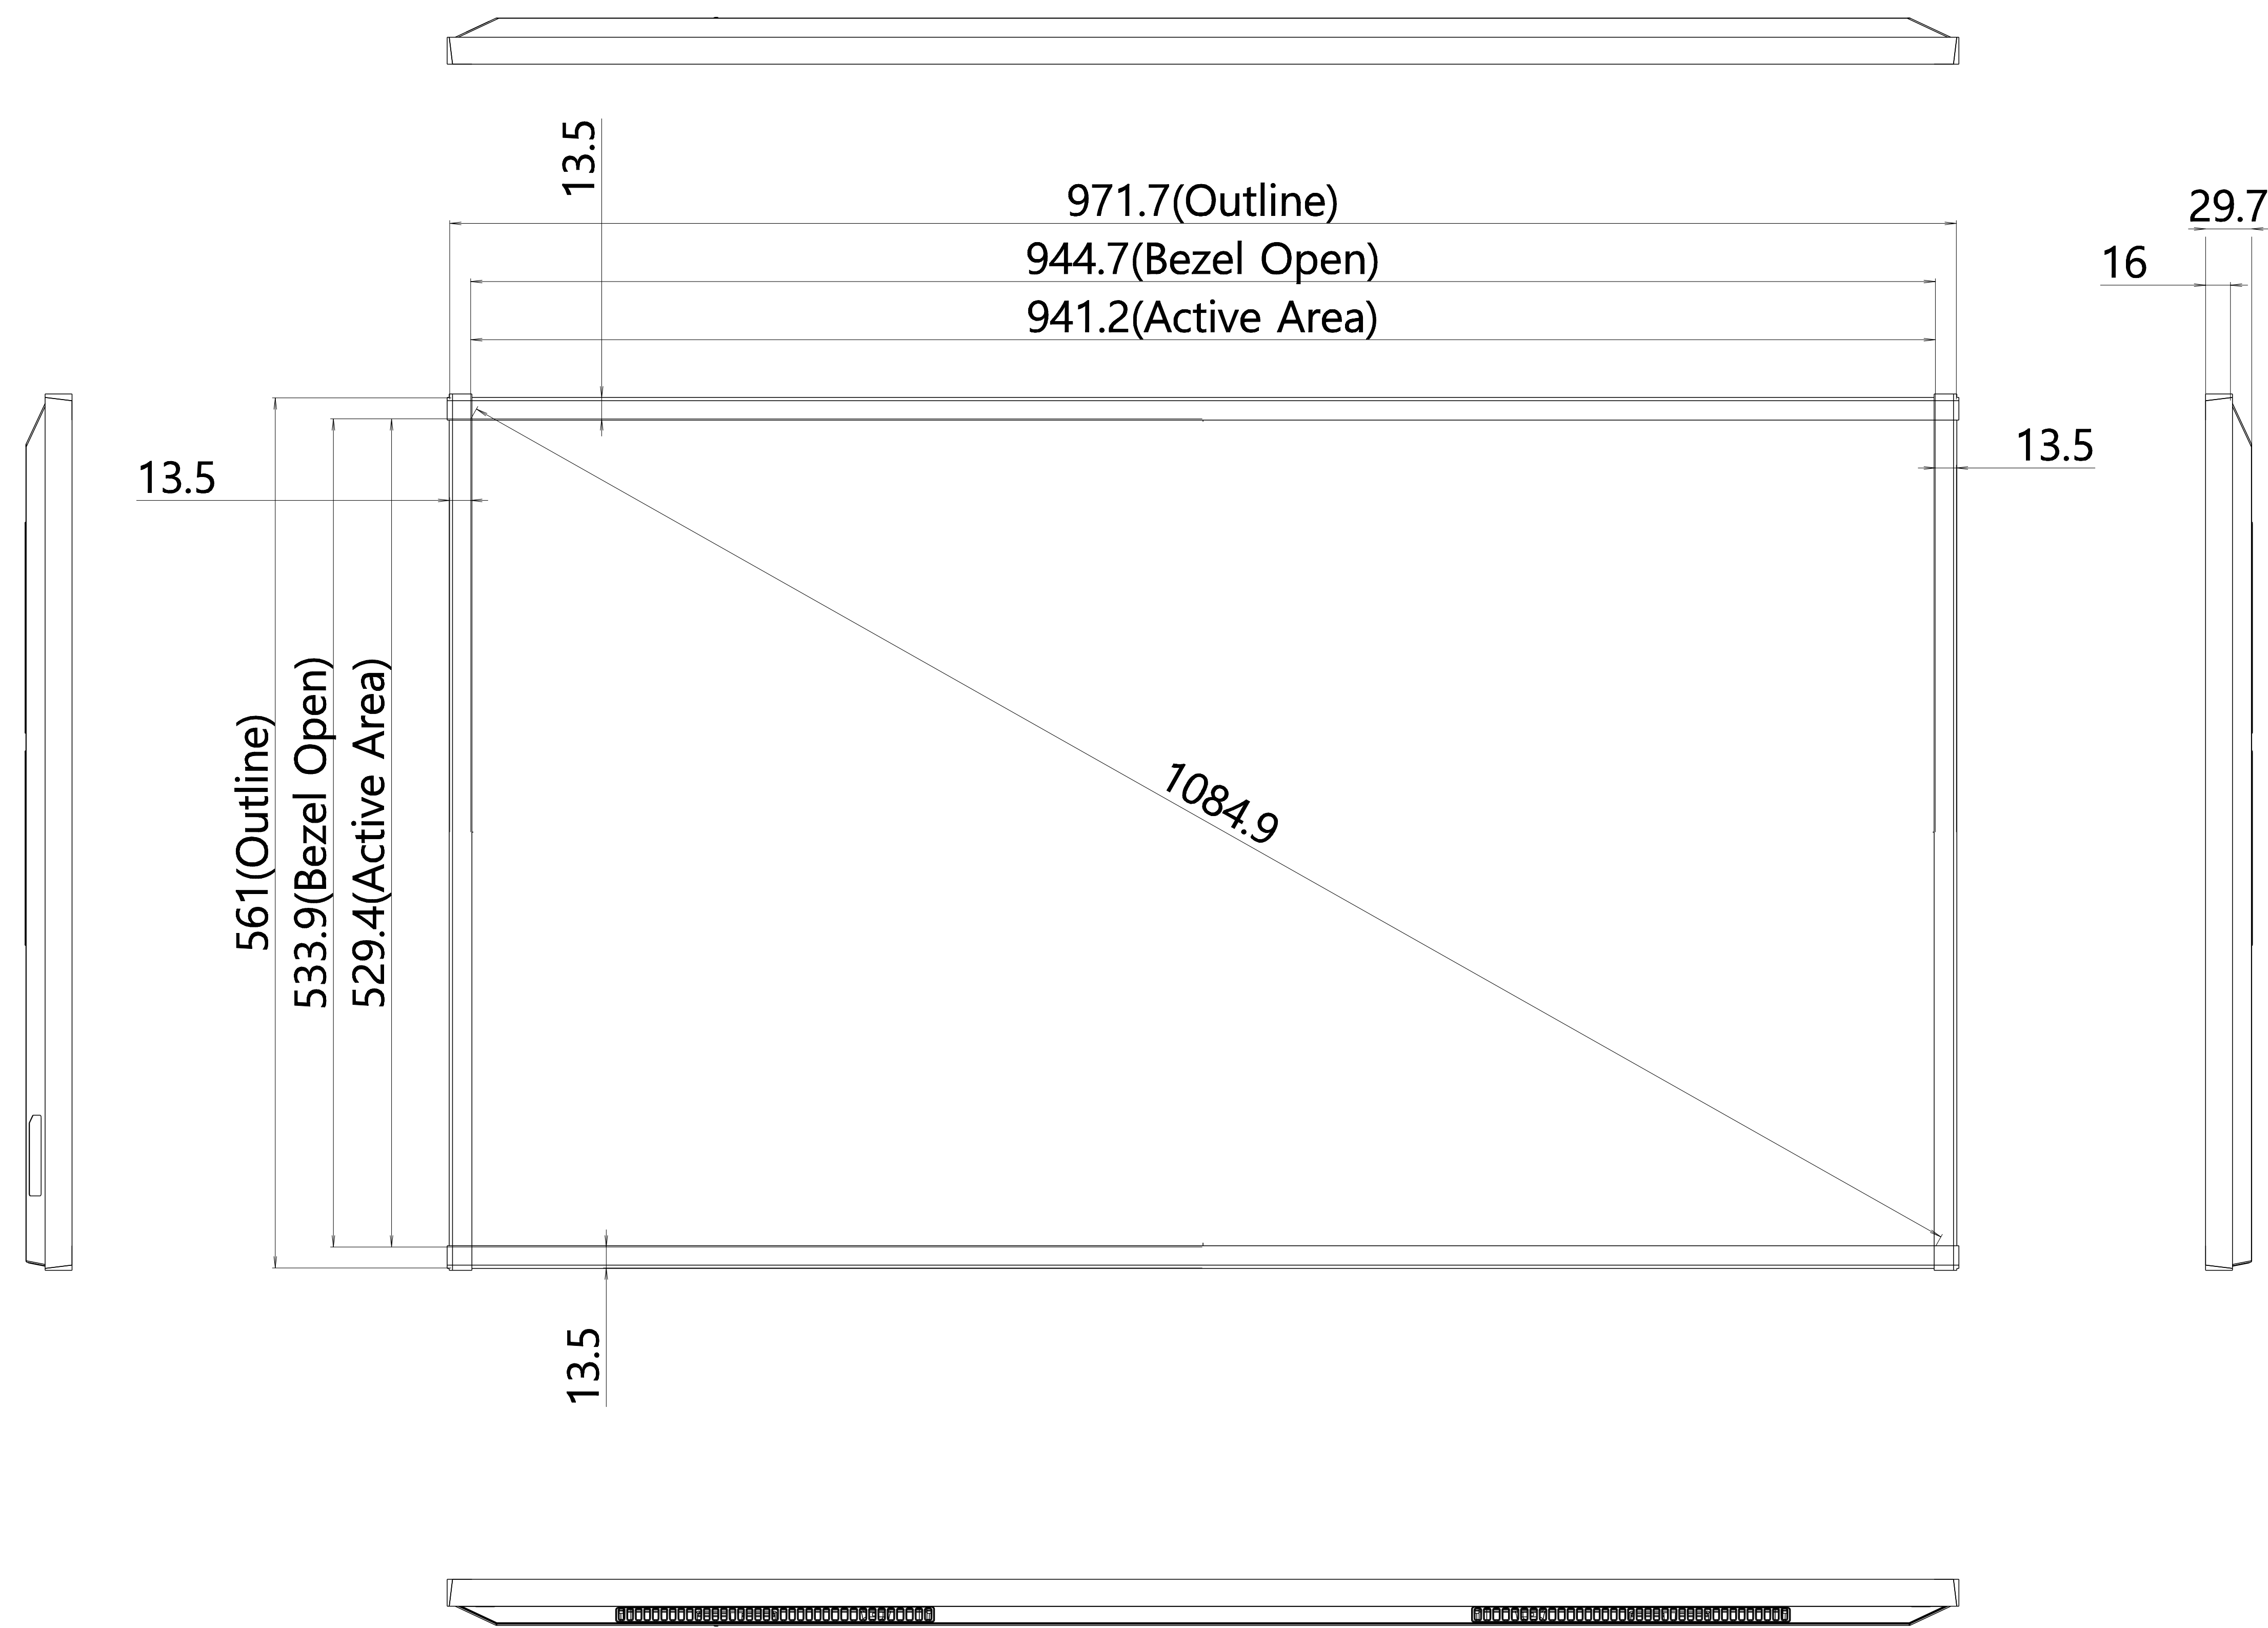 13.5
971.7(Outline)
29.7
944.7(Bezel Open)
16
941.2(Active Area)
13.5
13.5
561(Outline)
533.9(Bezel Open)
529.4(Active Area)
1084.9
13.5